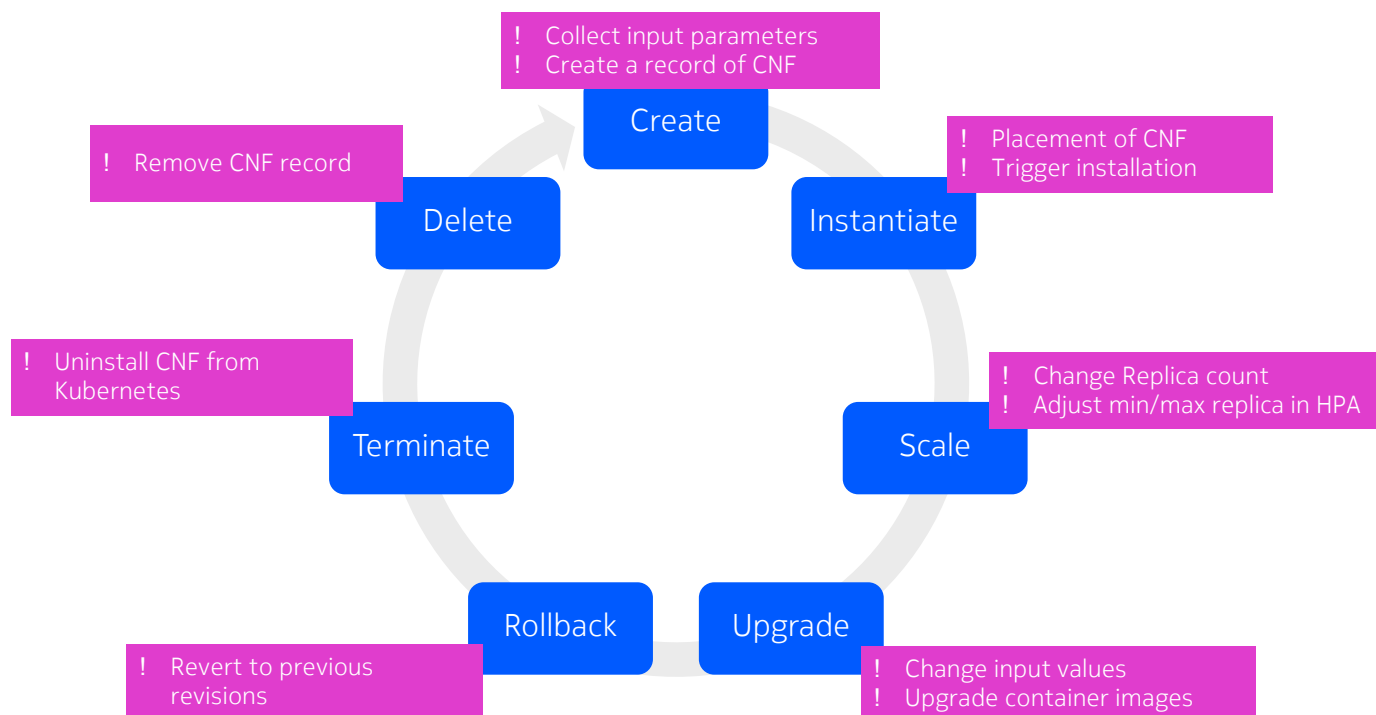 ! Collect input parameters
! Create a record of CNF
Create
! Placement of CNF
! Trigger installation
Instantiate
! Change Replica count
! Adjust min/max replica in HPA
Scale
Upgrade
! Change input values
! Upgrade container images
Rollback
! Revert to previous
revisions
! Uninstall CNF from
Kubernetes
Terminate
! Remove CNF record
Delete